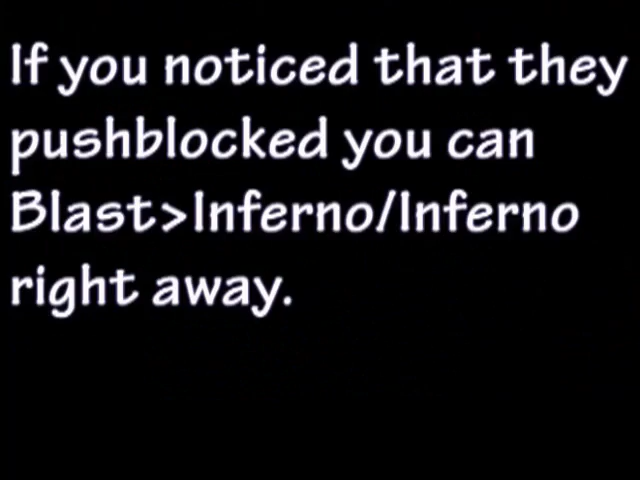 If you noticed that they
pushblocked you can
Blast>Inferno/Inferno
right away.